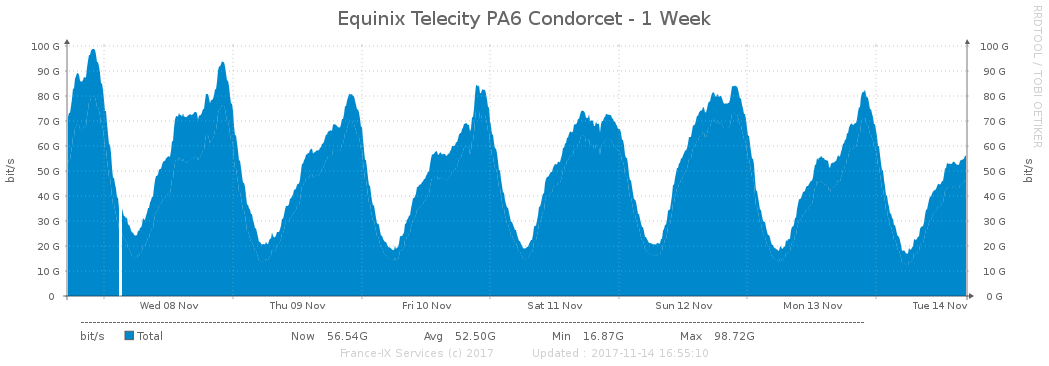 Equinix Telecity PA6 Condorcet - 1 Week
RRDTOOL / TOBI OETIKER
bit/s
100 G
90 G
80 G
70 G
60 G
50 G
40 G
30 G
20 G
10 G
0
100 G
90 G
80 G
70 G
60 G
50 G
40 G
30 G
20 G
10 G
0 G
bit/s
Wed 08 Nov Thu 09 Nov Fri 10 Nov Sat 11 Nov Sun 12 Nov Mon 13 Nov Tue 14 Nov
bit/s Total Now 56.54G Avg 52.50G Min 16.87G Max 98.72G
France-IX Services (c) 2017 Updated : 2017-11-14 16:55:10